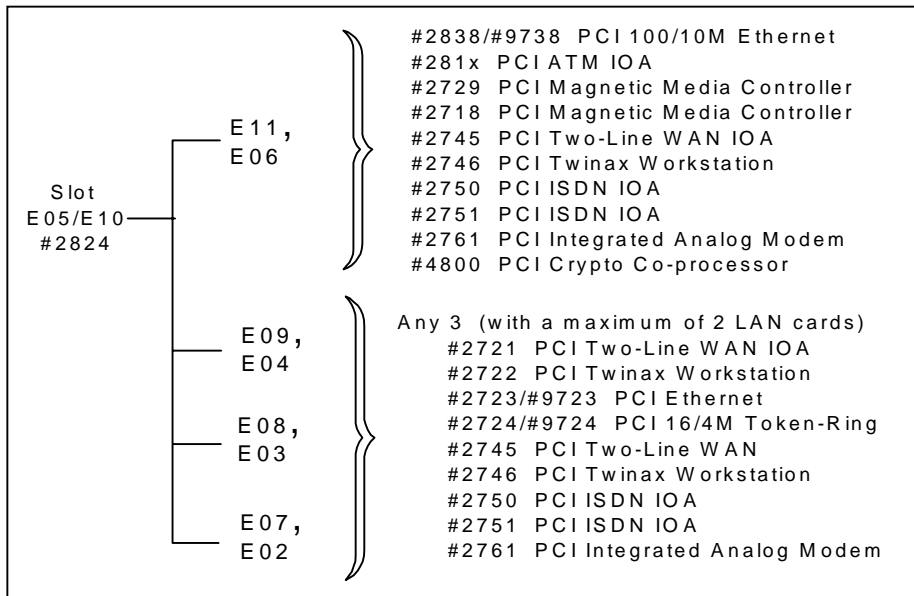 #2838/#9738 PCI 100/10M Ethernet
#281x PCI ATM IOA
#2729 PCI Magnetic Media Controller
#2718 PCI Magnetic Media Controller
#2745 PCI Two-Line WAN IOA
#2746 PCI Twinax Workstation
#2750 PCI ISDN IOA
#2751 PCI ISDN IOA
#2761 PCI Integrated Analog Modem
#4800 PCI Crypto Co-processor
E11,
E06
Slot
E05/E10
#2824
E09,
E04
E08,
E03
E07,
E02
Any 3 (with a maximum of 2 LAN cards)
#2721 PCI Two-Line WAN IOA
#2722 PCI Twinax Workstation
#2723/#9723 PCI Ethernet
#2724/#9724 PCI 16/4M Token-Ring
#2745 PCI Two-Line WAN
#2746 PCI Twinax Workstation
#2750 PCI ISDN IOA
#2751 PCI ISDN IOA
#2761 PCI Integrated Analog Modem